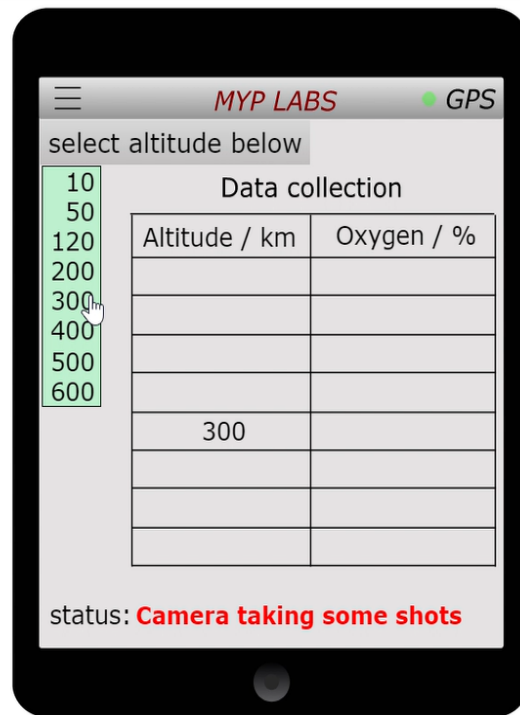 MYP LABS GPS
select altitude below
10
50
120
200
300
400
500
600
Data collection
Altitude / km Oxygen / %
300
status: Camera taking some shots